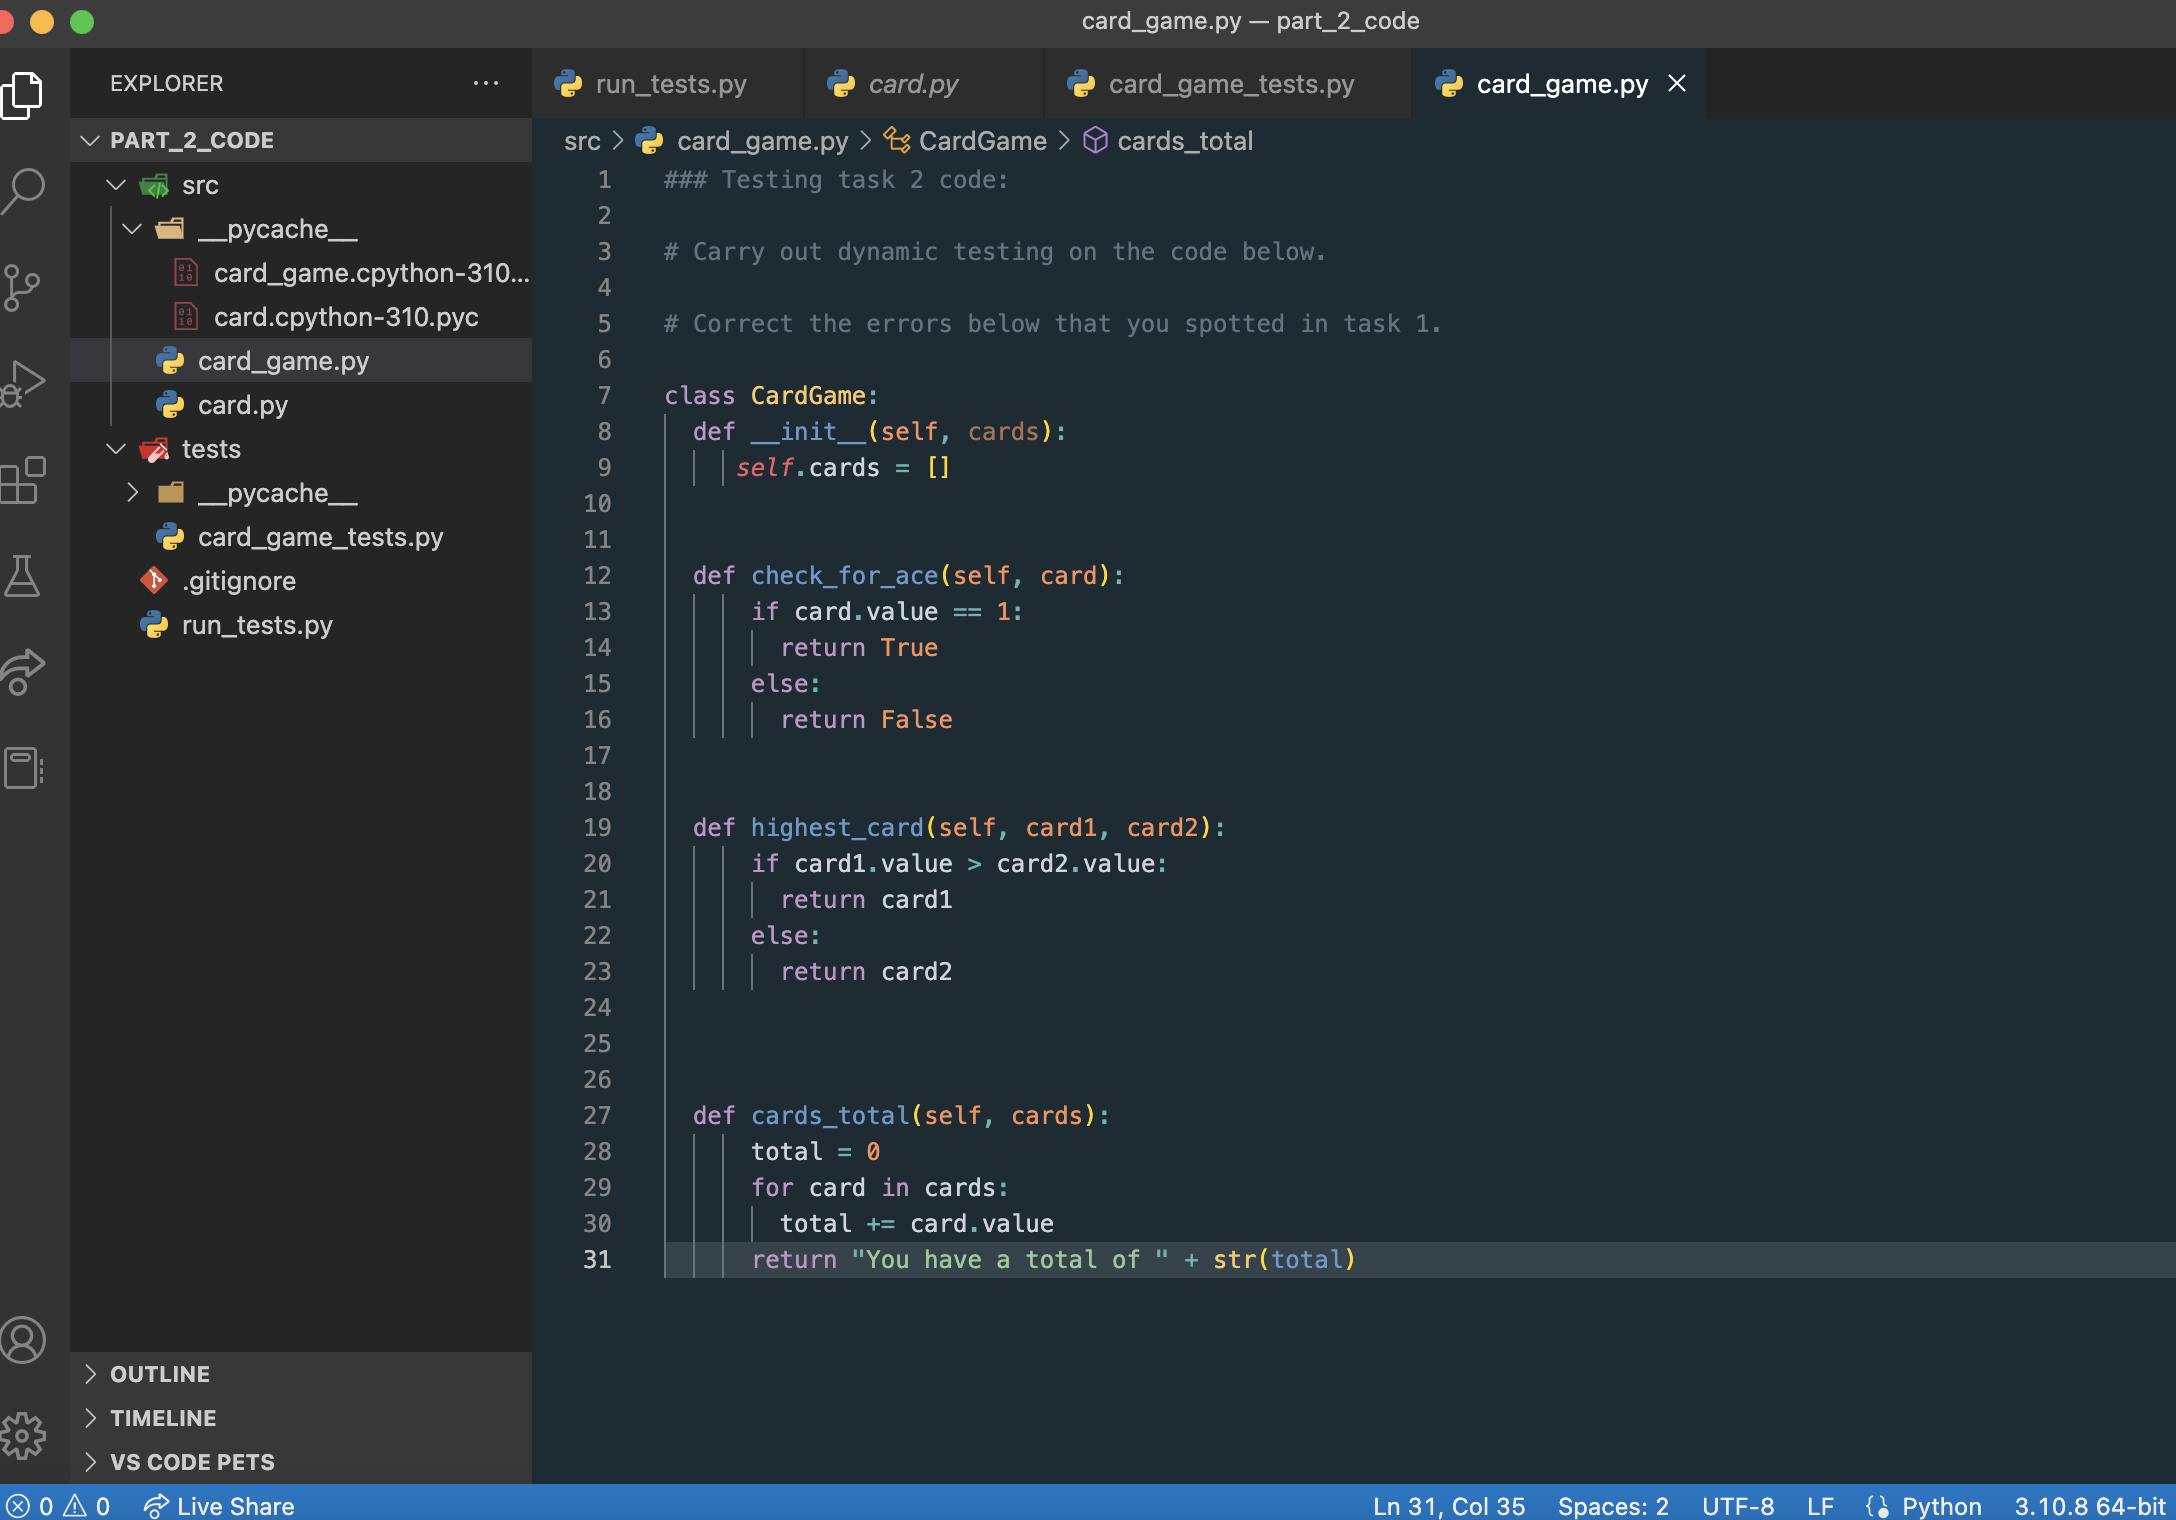 card_game.py — part_2_code
EXPLORER
run_tests.py
card.py
card_game_tests.py
card_game.py
PART_2_CODE
src
__pycache__
card_game.cpython-310...
card.cpython-310.pyc
card_game.py
card.py
tests
__pycache__
card_game_tests.py
.gitignore
run_tests.py
OUTLINE
TIMELINE
VS CODE PETS
src > card_game.py > CardGame > cards_total
1 ### Testing task 2 code:
2
3 # Carry out dynamic testing on the code below.
4
5 # Correct the errors below that you spotted in task 1.
6
7 class CardGame:
8 def __init__(self, cards):
9 self.cards = []
10
11
12 def check_for_ace(self, card):
13 if card.value == 1:
14 return True
15 else:
16 return False
17
18
19 def highest_card(self, card1, card2):
20 if card1.value > card2.value:
21 return card1
22 else:
23 return card2
24
25
26
27 def cards_total(self, cards):
28 total = 0
29 for card in cards:
30 total += card.value
31 return "You have a total of " + str(total)
0 0 Live Share
Ln 31, Col 35 Spaces: 2 UTF-8 LF Python 3.10.8 64-bit